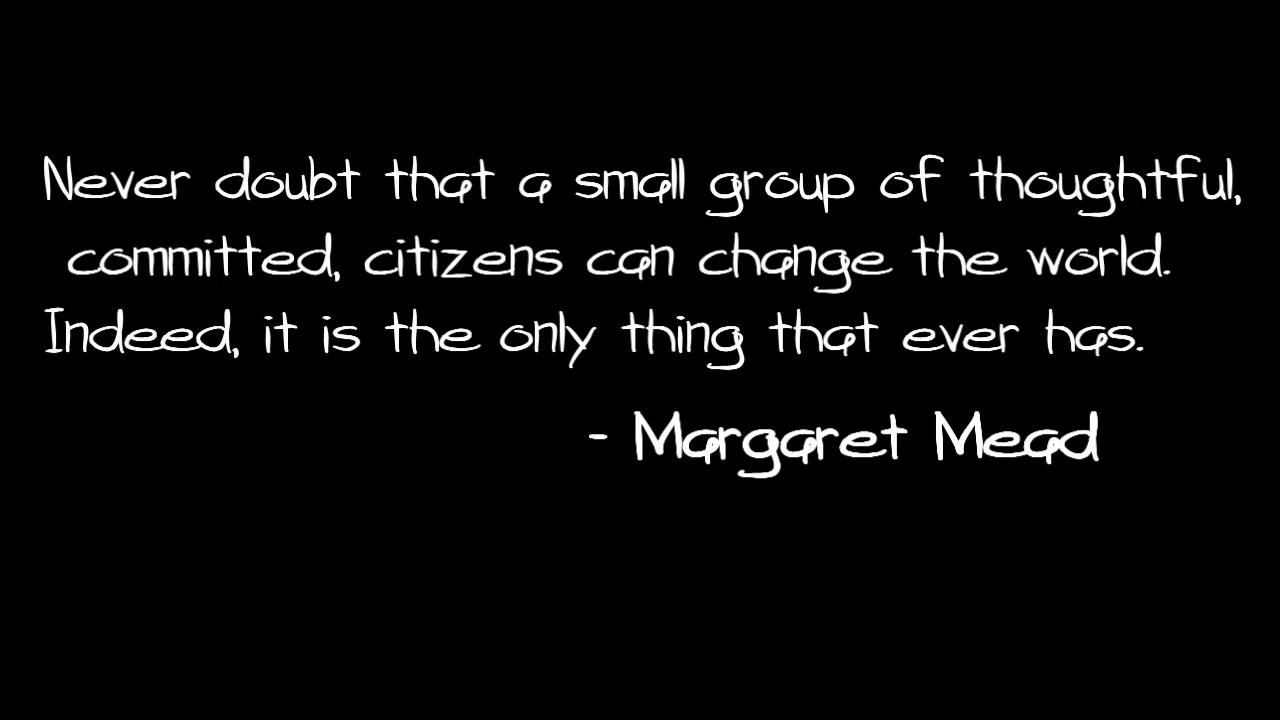 Never doubt that a small group of thoughtful,
committed, citizens can change the world.
Indeed, it is the only thing that ever has.
- Margaret Mead